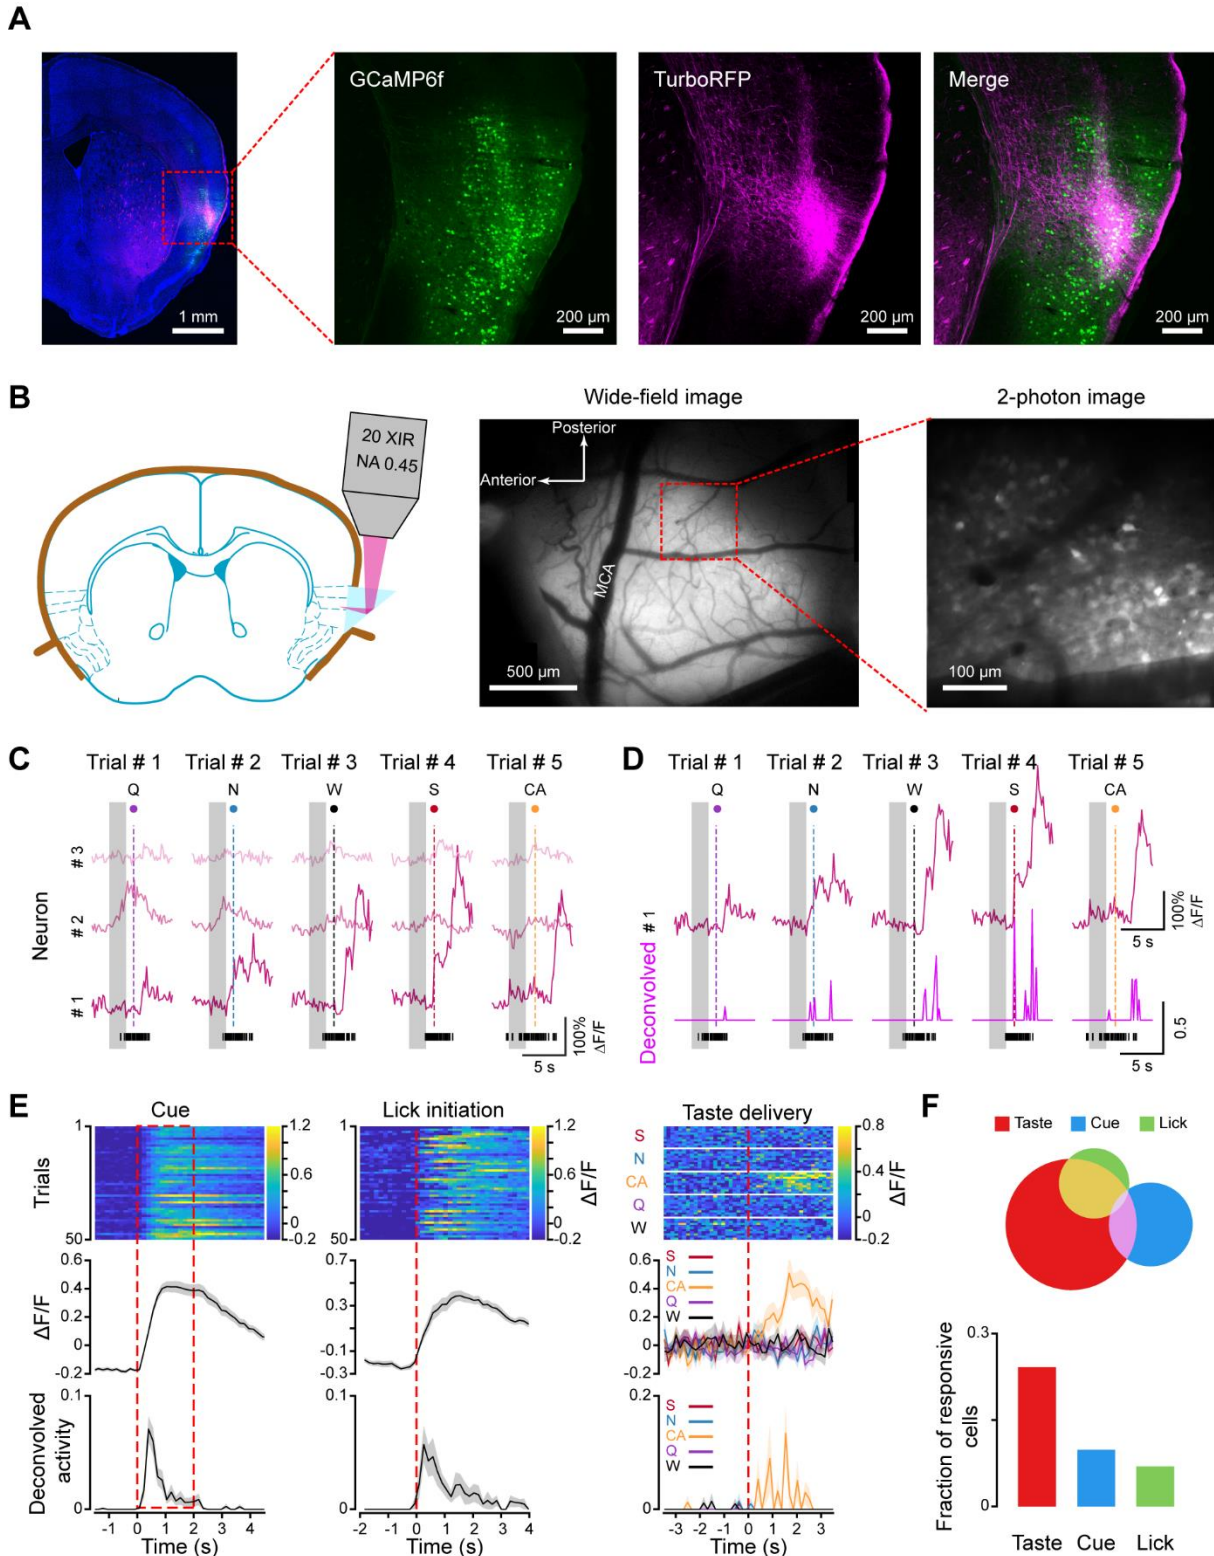 A
GCaMP6f
TurboRFP
Merge
1 mm
200 µm
200 µm
200 µm
B
Wide-field image
2-photon image
20 XIR
NA 0.45
Posterior
Anterior
MCA
500 µm
100 µm
C
Trial # 1
Trial # 2
Trial # 3
Trial # 4
Trial # 5
Q
N
W
S
CA
Neuron
# 3
# 2
# 1
100%
ΔF/F
5 s
D
Trial # 1
Trial # 2
Trial # 3
Trial # 4
Trial # 5
Q
N
W
S
CA
# 1
Deconvolved
100%
ΔF/F
5 s
0.5
5 s
E
Cue
Lick initiation
Taste delivery
Trials
1
50
1.2
0.6
0
-0.2
ΔF/F
1.2
0.6
0
-0.2
ΔF/F
S
N
CA
Q
W
0.8
0.4
0
-0.2
ΔF/F
ΔF/F
0.6
0.4
0.2
0
-0.2
0.7
0.3
-0.1
-0.3
0.6
0.4
0.2
0
-0.2
S
N
CA
Q
W
Deconvolved
activity
0.1
0
0.1
0
0.2
0
S
N
CA
Q
W
-2 -1 0 1 2 3 4
Time (s)
-2 -1 0 1 2 3 4
Time (s)
-3 -2 -1 0 1 2 3
Time (s)
F
Taste
Cue
Lick
Fraction of responsive
cells
0.3
0
Taste
Cue
Lick